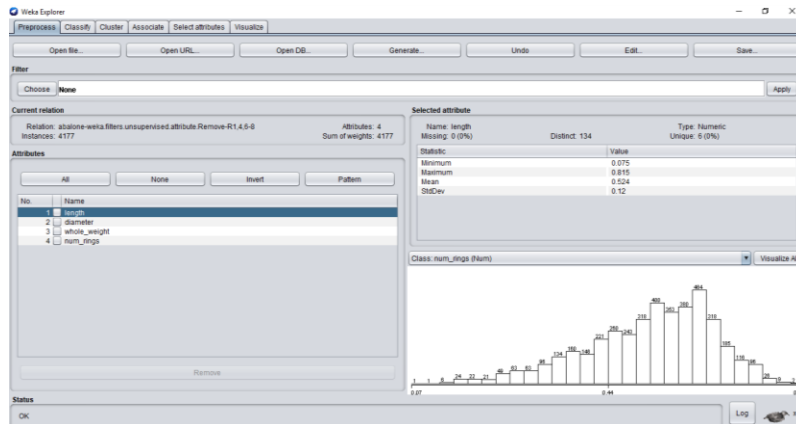 Weka Explorer
Preprocess Classify Cluster Associate Select attributes Visualize
Open file... Open URL... Open DB... Generate... Undo Edit... Save...
Filter
Choose None Apply
Current relation
Relation: abalone-weka.filters.unsupervised.attribute.Remove-R1,4,6-8 Attributes: 4
Instances: 4177 Sum of weights: 4177
Attributes
All None Invert Pattern
No. Name
1 length
2 diameter
3 whole_weight
4 num_rings
Remove
Selected attribute
Name: length Type: Numeric
Missing: 0 (0%) Distinct: 134 Unique: 6 (0%)
Statistic Value
Minimum 0.075
Maximum 0.815
Mean 0.524
StdDev 0.12
Class: num_rings (Num) Visualize
0.07 0.44
Status
OK Log